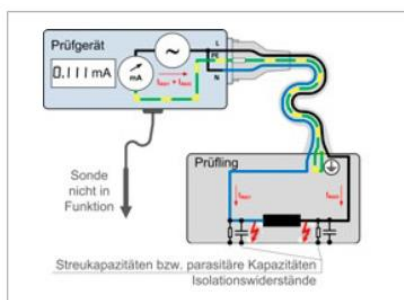 Prüfgerät
0.111 mA
mA
~
L
PE
N
Sonde
nicht in
Funktion
Prüfling
Streukapazitäten bzw. parasitäre Kapazitäten
Isolationswiderstände